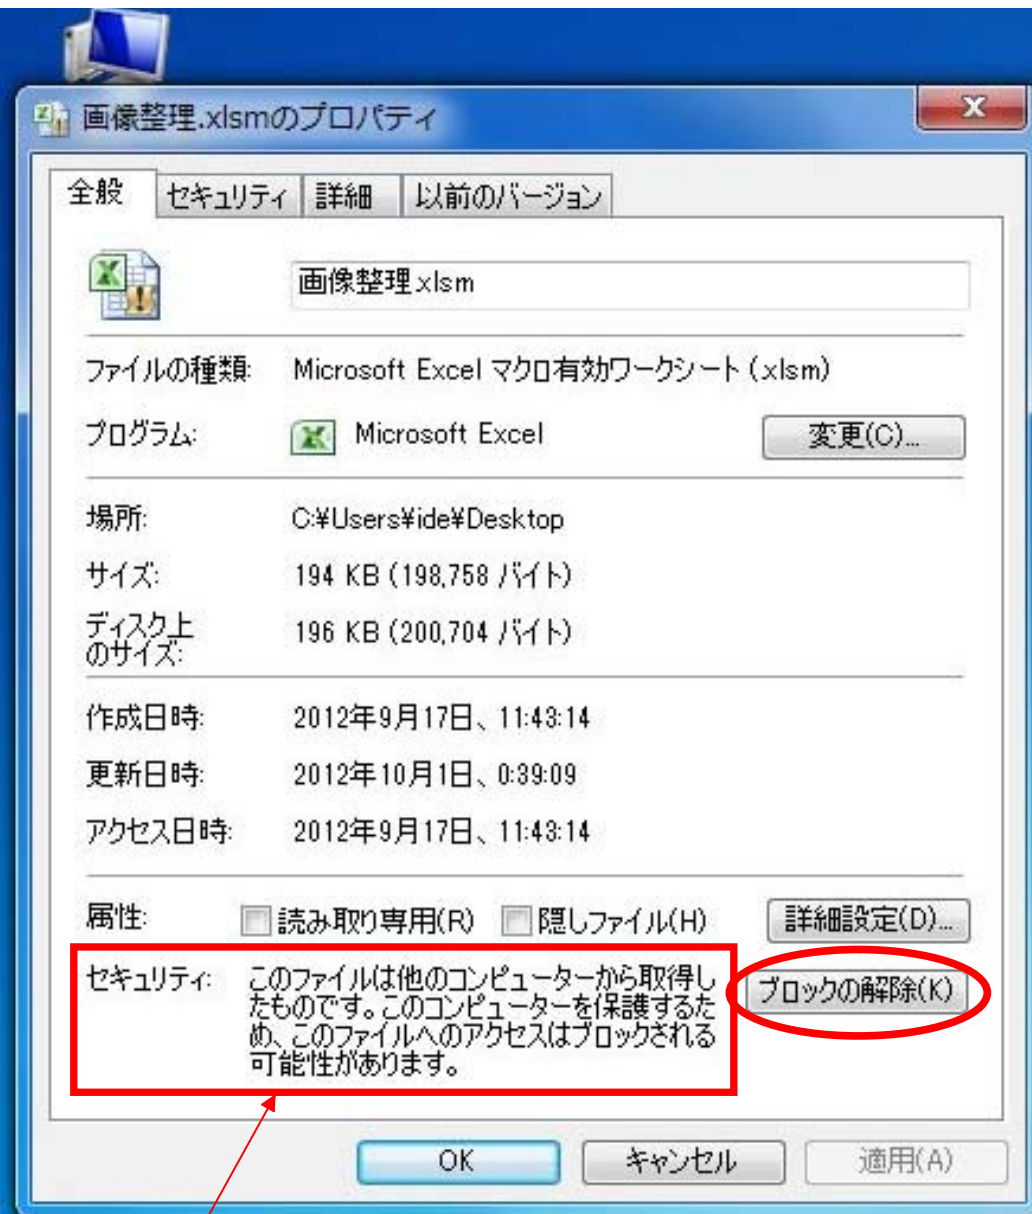 画像整理.xlsmのプロパティ
全般 セキュリティ 詳細 以前のバージョン
画像整理.xlsm
ファイルの種類: Microsoft Excel マクロ有効ワークシート (.xlsm)
プログラム: Microsoft Excel 変更(C)...
場所: C:¥Users¥ide¥Desktop
サイズ: 194 KB (198,758 バイト)
ディスク上
のサイズ: 196 KB (200,704 バイト)
作成日時: 2012年9月17日、11:43:14
更新日時: 2012年10月1日、0:39:09
アクセス日時: 2012年9月17日、11:43:14
属性: 読み取り専用(R) 隠しファイル(H) 詳細設定(D)...
セキュリティ: このファイルは他のコンピューターから取得し
たものです。このコンピューターを保護するた
め、このファイルへのアクセスはブロックされる
可能性があります。
ブロックの解除(K)
OK キャンセル 適用(A)